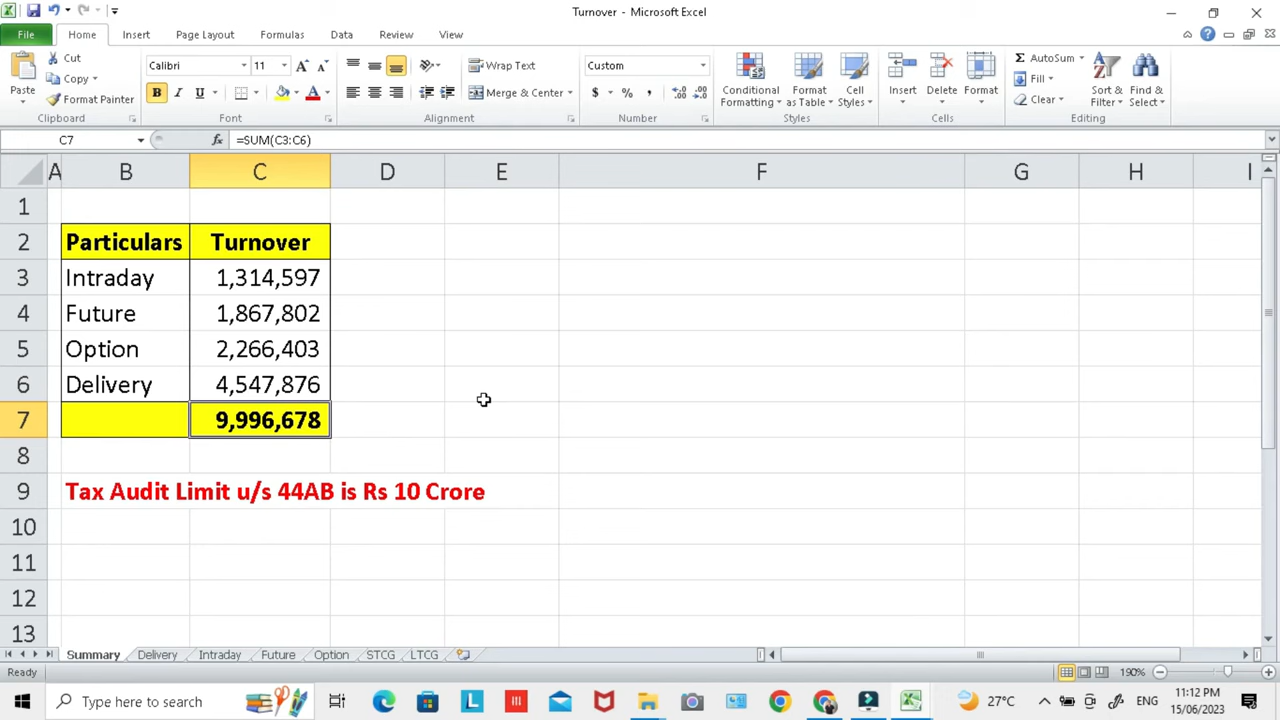 Turnover - Microsoft Excel
File Home Insert Page Layout Formulas Data Review View
Cut
Copy
Format Painter
Paste
Clipboard
Calibri 11
B I U
Font
Wrap Text
Merge & Center
Alignment
Custom
$ % ,
Number
Conditional Formatting
Format as Table
Cell Styles
Styles
Insert
Delete
Format
Cells
AutoSum
Fill
Clear
Sort & Filter
Find & Select
Editing
C7 fx =SUM(C3:C6)
A B C D E F G H I
1
2 Particulars Turnover
3 Intraday 1,314,597
4 Future 1,867,802
5 Option 2,266,403
6 Delivery 4,547,876
7 9,996,678
8
9 Tax Audit Limit u/s 44AB is Rs 10 Crore
10
11
12
13
Summary Delivery Intraday Future Option STCG LTCG
Ready 190%
Type here to search
27°C
ENG
11:12 PM
15/06/2023